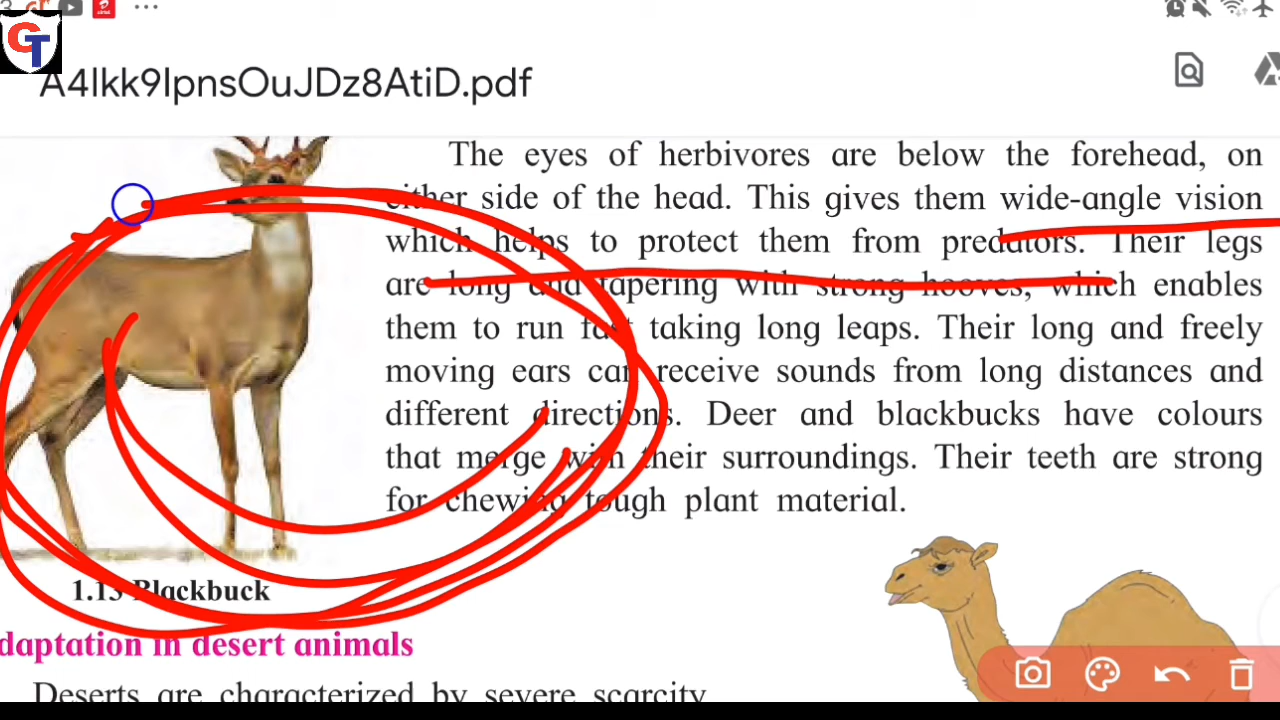 GT
A4lkk9lpnsOuJDz8AtiD.pdf
The eyes of herbivores are below the forehead, on
either side of the head. This gives them wide-angle vision
which helps to protect them from predators. Their legs
are long and tapering with strong hooves, which enables
them to run fast taking long leaps. Their long and freely
moving ears can receive sounds from long distances and
different directions. Deer and blackbucks have colours
that merge with their surroundings. Their teeth are strong
for chewing tough plant material.
1.13 Blackbuck
daptation in desert animals
Deserts are characterized by severe scarcity